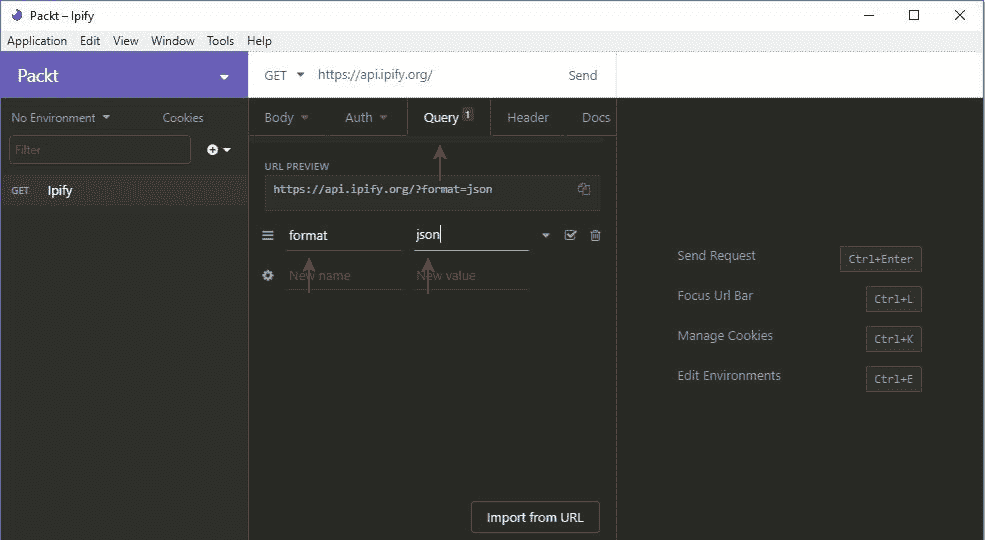 Packt – Ipify
Application Edit View Window Tools Help
Packt
GET https://api.ipify.org/ Send
No Environment Cookies
Body Auth Query 1 Header Docs
Filter
URL PREVIEW
https://api.ipify.org/?format=json
GET Ipify
format json
New name New value
Send Request Ctrl+Enter
Focus Url Bar Ctrl+L
Manage Cookies Ctrl+K
Edit Environments Ctrl+E
Import from URL